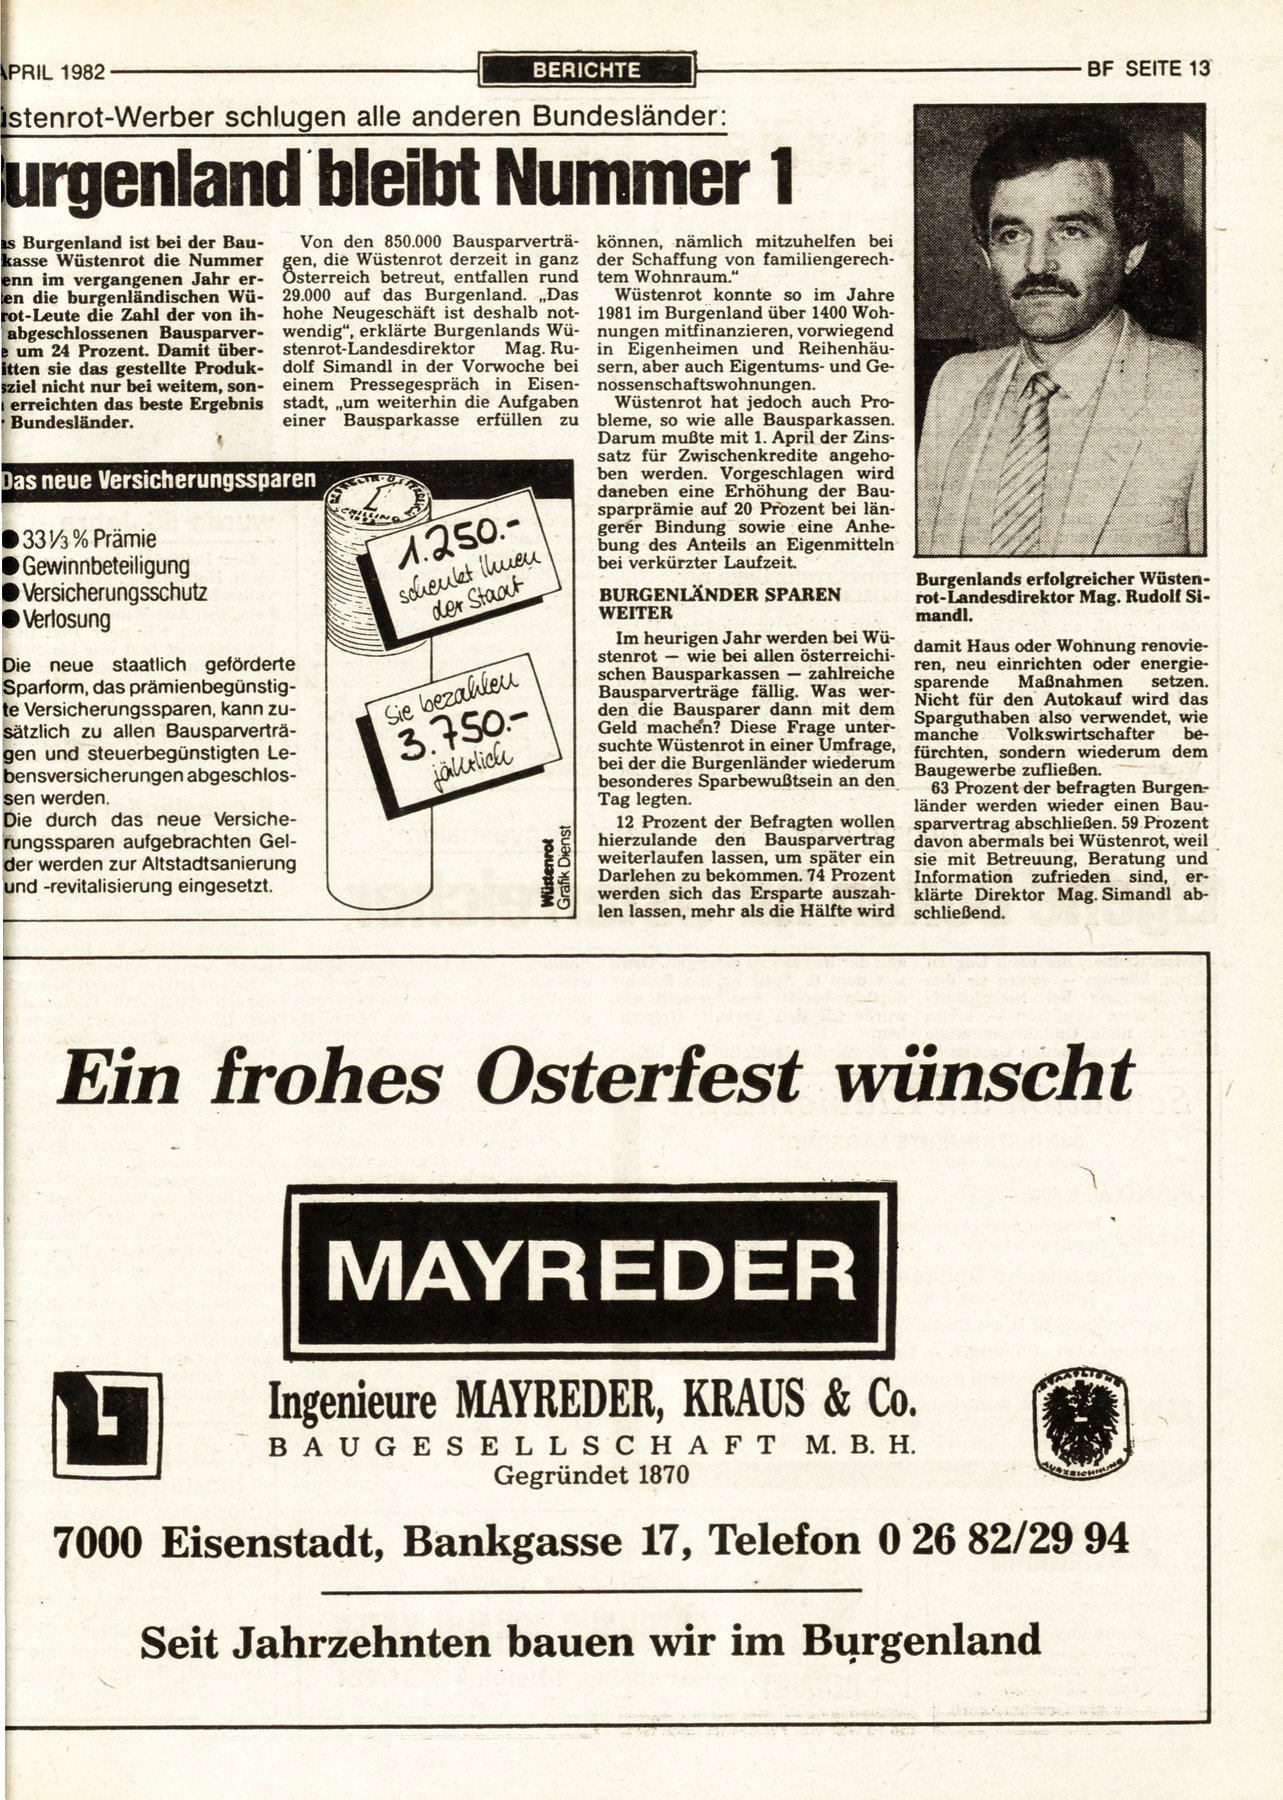 APRIL 1982
BERICHTE
BF SEITE 13
üstenrot-Werber schlugen alle anderen Bundesländer:
Burgenland bleibt Nummer 1
as Burgenland ist bei der Bau-
kasse Wüstenrot die Nummer
enn im vergangenen Jahr er-
en die burgenländischen Wü-
rot-Leute die Zahl der von ih-
abgeschlossenen Bausparver-
e um 24 Prozent. Damit über-
itten sie das gestellte Produk-
sziel nicht nur bei weitem, son-
erreichten das beste Ergebnis
r Bundesländer.
Von den 850.000 Bausparverträ-
gen, die Wüstenrot derzeit in ganz
Österreich betreut, entfallen rund
29.000 auf das Burgenland. „Das
hohe Neugeschäft ist deshalb not-
wendig“, erklärte Burgenlands Wü-
stenrot-Landesdirektor Mag. Ru-
dolf Simandl in der Vorwoche bei
einem Pressegespräch in Eisen-
stadt, „um weiterhin die Aufgaben
einer Bausparkasse erfüllen zu
können, nämlich mitzuhelfen bei
der Schaffung von familiengerech-
tem Wohnraum.“
Wüstenrot konnte so im Jahre
1981 im Burgenland über 1400 Woh-
nungen mitfinanzieren, vorwiegend
in Eigenheimen und Reihenhäu-
sern, aber auch Eigentums- und Ge-
nossenschaftswohnungen.
Wüstenrot hat jedoch auch Pro-
bleme, so wie alle Bausparkassen.
Darum mußte mit 1. April der Zins-
satz für Zwischenkredite angeho-
ben werden. Vorgeschlagen wird
daneben eine Erhöhung der Bau-
sparprämie auf 20 Prozent bei län-
gerer Bindung sowie eine Anhe-
bung des Anteils an Eigenmitteln
bei verkürzter Laufzeit.
BURGENLÄNDER SPAREN
WEITER
Im heurigen Jahr werden bei Wü-
stenrot — wie bei allen österreichi-
schen Bausparkassen — zahlreiche
Bausparverträge fällig. Was wer-
den die Bausparer dann mit dem
Geld machen? Diese Frage unter-
suchte Wüstenrot in einer Umfrage,
bei der die Burgenländer wiederum
besonderes Sparbewußtsein an den
Tag legten.
12 Prozent der Befragten wollen
hierzulande den Bausparvertrag
weiterlaufen lassen, um später ein
Darlehen zu bekommen. 74 Prozent
werden sich das Ersparte auszah-
len lassen, mehr als die Hälfte wird
Burgenlands erfolgreicher Wüsten-
rot-Landesdirektor Mag. Rudolf Si-
mandl.
damit Haus oder Wohnung renovie-
ren, neu einrichten oder energie-
sparende Maßnahmen setzen.
Nicht für den Autokauf wird das
Sparguthaben also verwendet, wie
manche Volkswirtschafter be-
fürchten, sondern wiederum dem
Baugewerbe zufließen.
63 Prozent der befragten Burgen-
länder werden wieder einen Bau-
sparvertrag abschließen. 59 Prozent
davon abermals bei Wüstenrot, weil
sie mit Betreuung, Beratung und
Information zufrieden sind, er-
klärte Direktor Mag. Simandl ab-
schließend.
Das neue Versicherungssparen
● 33 1/3 % Prämie
● Gewinnbeteiligung
● Versicherungsschutz
● Verlosung
Die neue staatlich geförderte
Sparform, das prämienbegünstig-
te Versicherungssparen, kann zu-
sätzlich zu allen Bausparverträ-
gen und steuerbegünstigten Le-
bensversicherungen abgeschlos-
sen werden.
Die durch das neue Versiche-
rungssparen aufgebrachten Gel-
der werden zur Altstadtsanierung
und -revitalisierung eingesetzt.
1
SCHILLING
1.250.-
schenkt Ihnen
der Staat
Sie bezahlen
3.750.-
jährlich
Wüstenrot
Grafik Dienst
Ein frohes Osterfest wünscht
MAYREDER
Ingenieure MAYREDER, KRAUS & Co.
BAUGESELLSCHAFT M. B. H.
Gegründet 1870
STAATLICHE
AUSZEICHNUNG
7000 Eisenstadt, Bankgasse 17, Telefon 0 26 82/29 94
Seit Jahrzehnten bauen wir im Burgenland